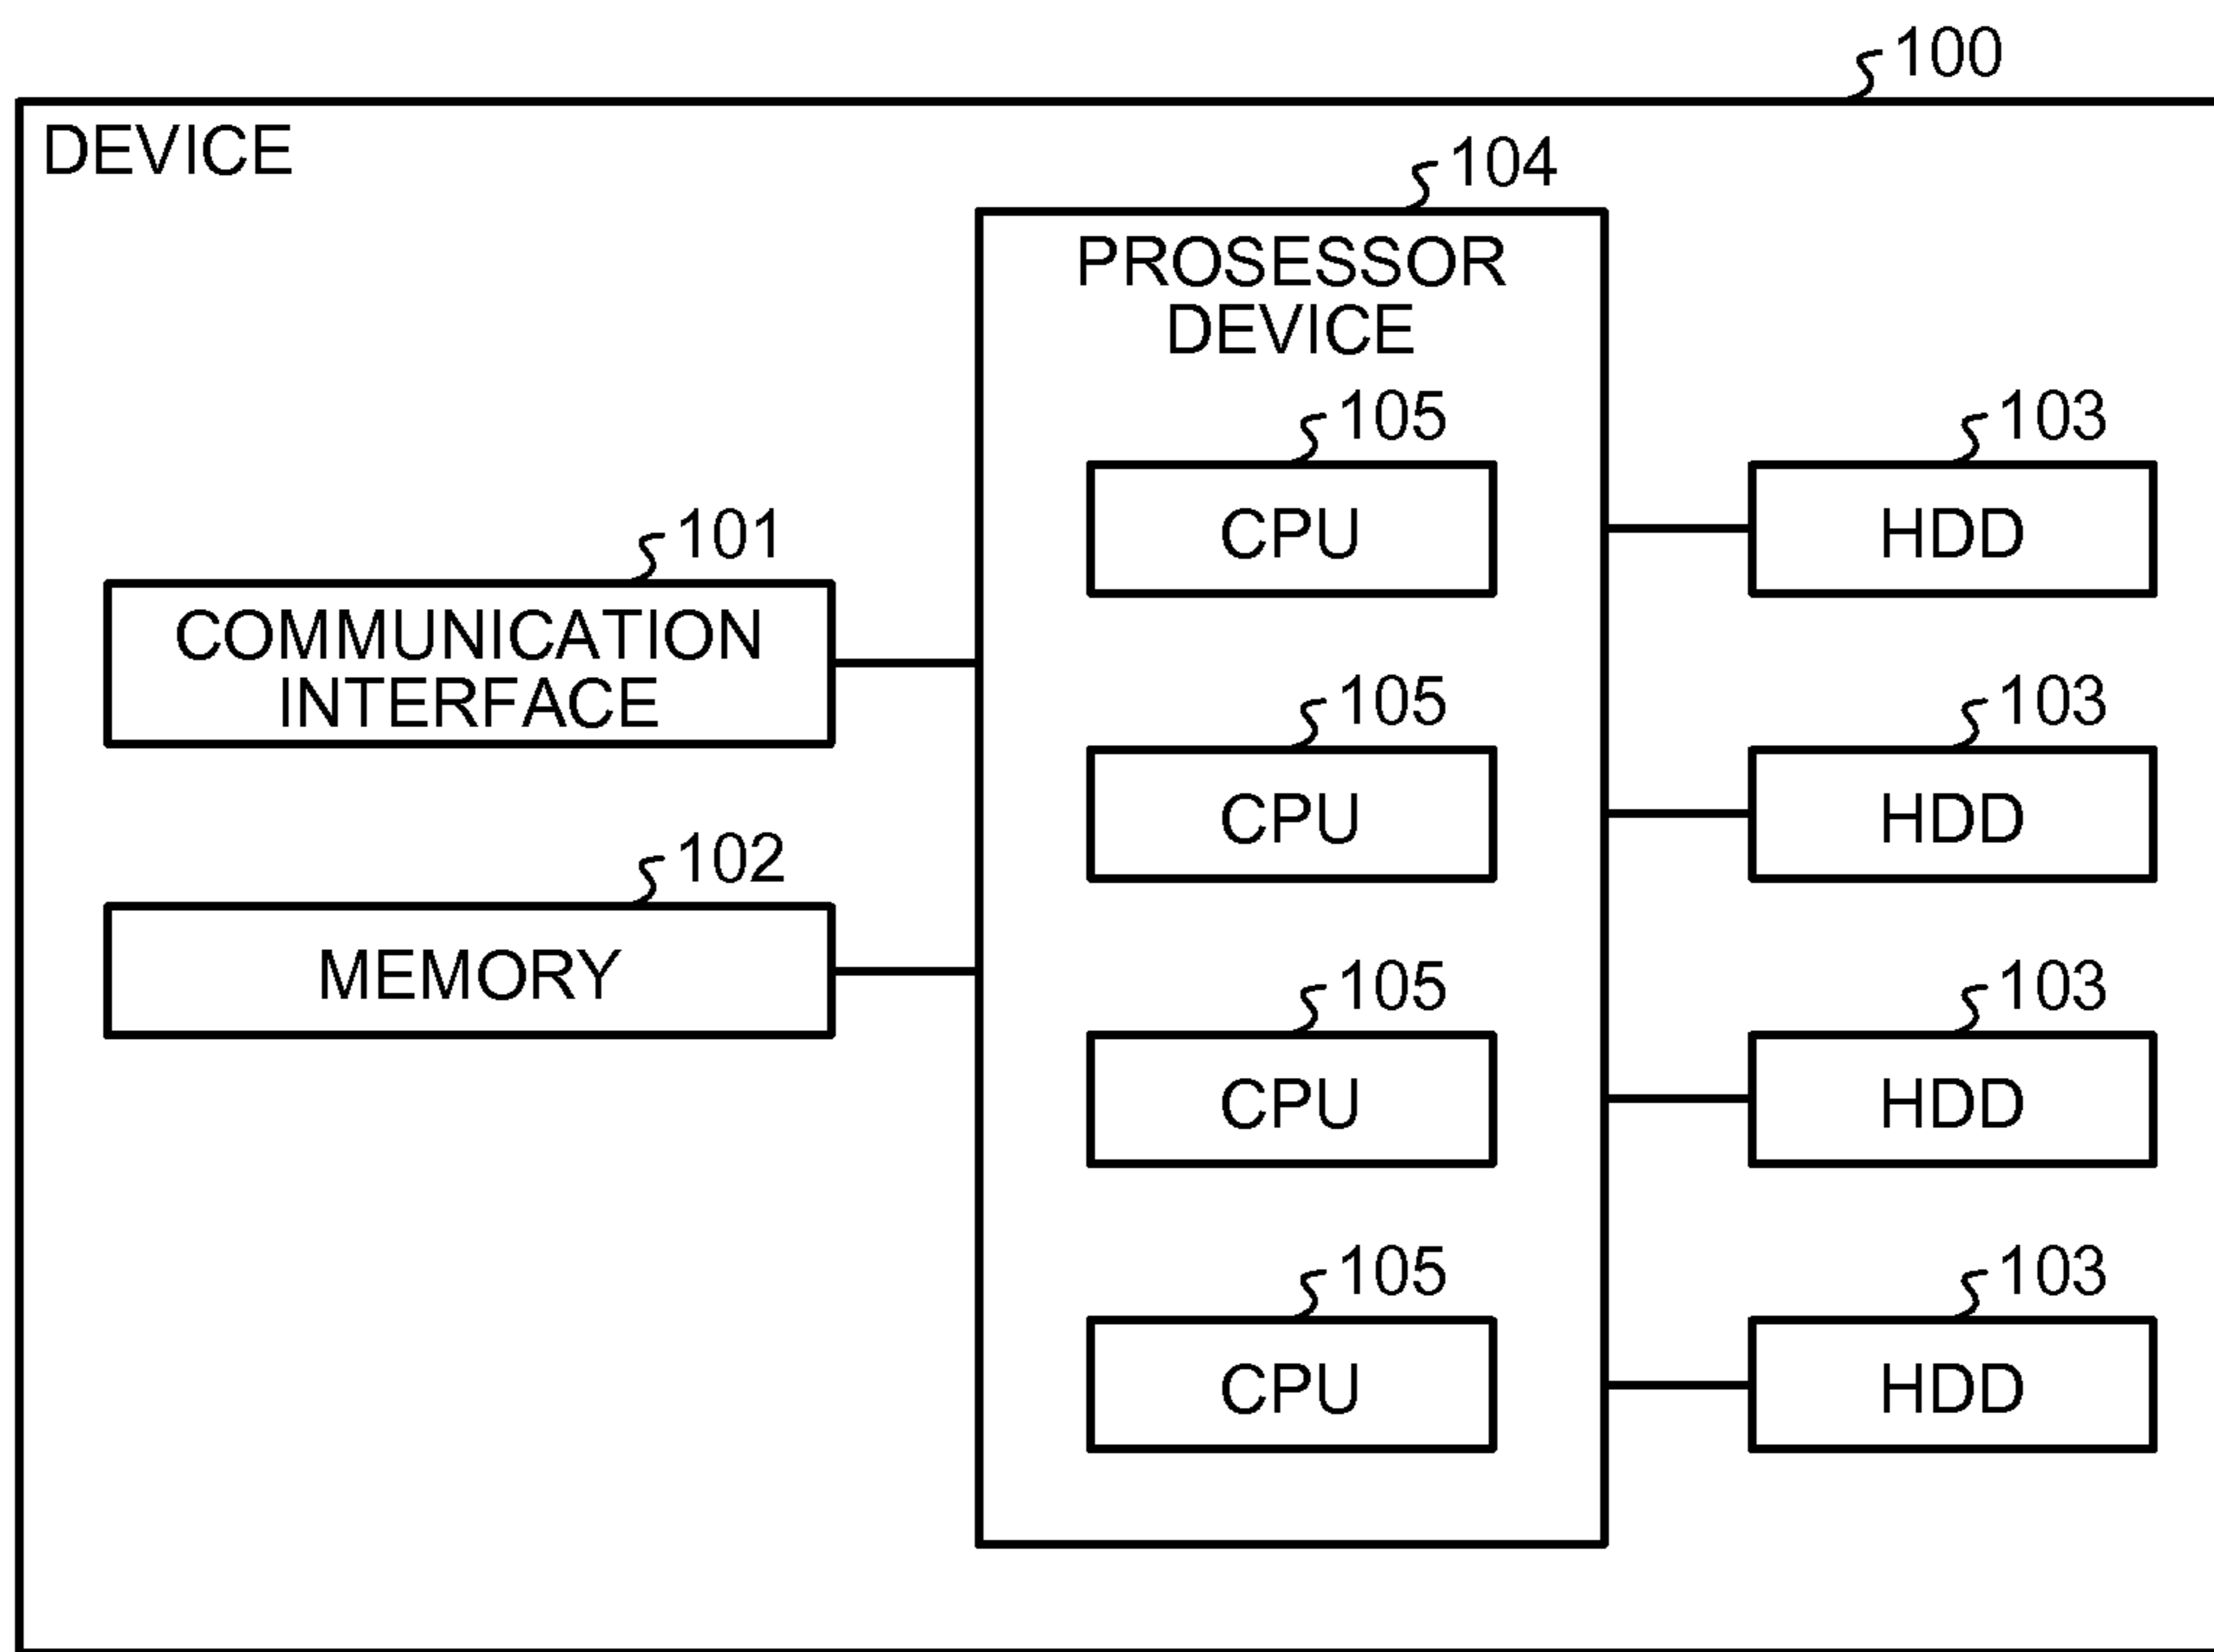 100
DEVICE
104
PROSESSOR
DEVICE
105
CPU
103
HDD
101
COMMUNICATION
INTERFACE
105
CPU
103
HDD
102
MEMORY
105
CPU
103
HDD
105
CPU
103
HDD